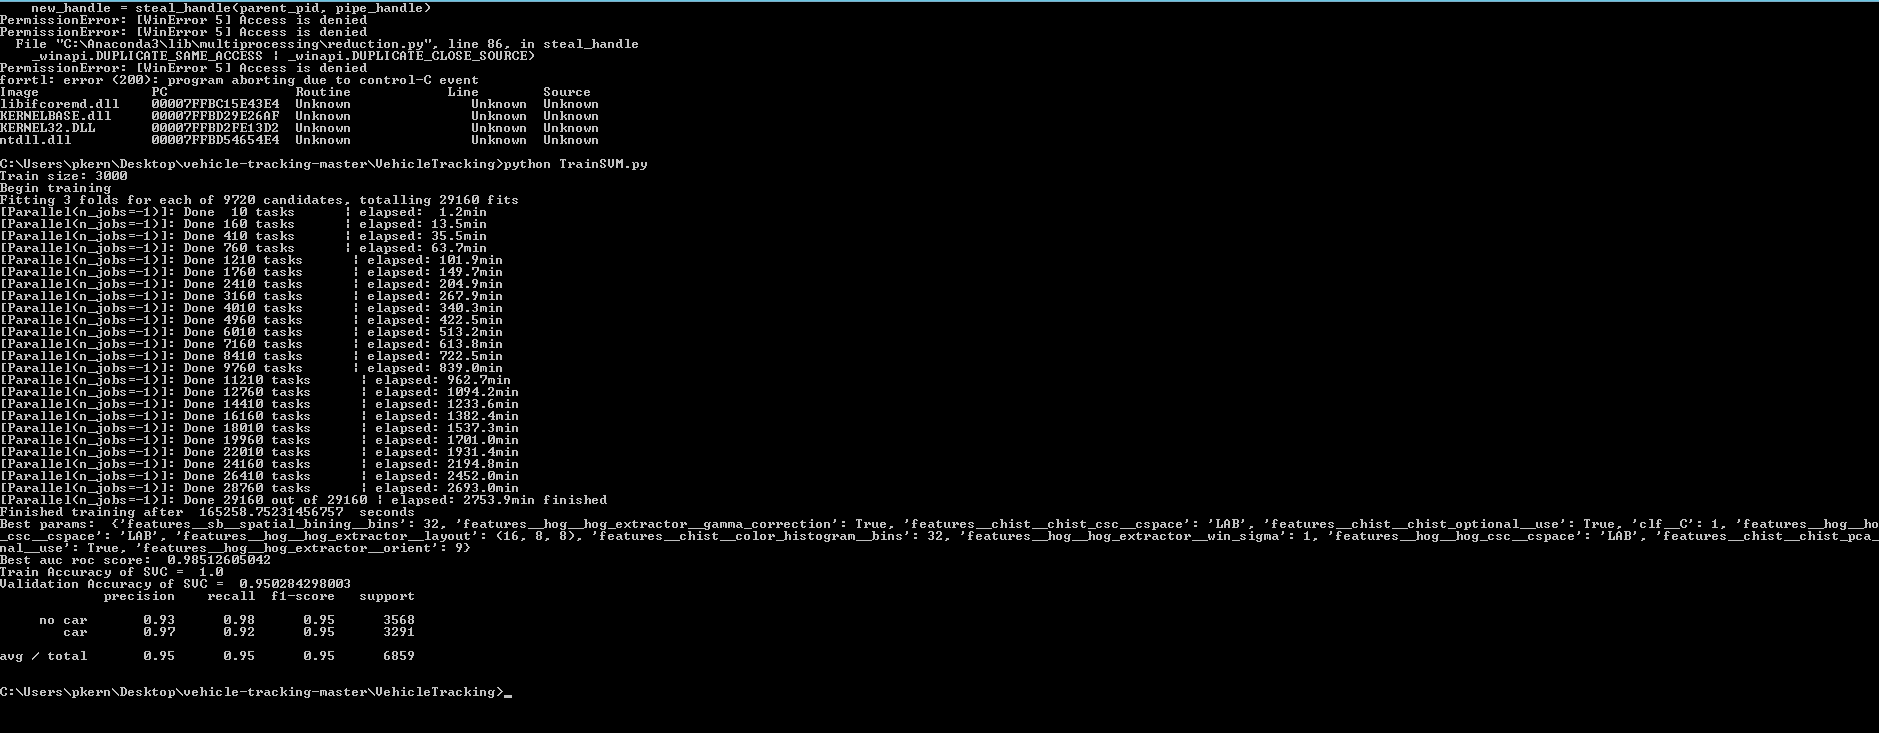 new_handle = steal_handle(parent_pid, pipe_handle)
PermissionError: [WinError 5] Access is denied
PermissionError: [WinError 5] Access is denied
File "C:\Anaconda3\lib\multiprocessing\reduction.py", line 86, in steal_handle
_winapi.DUPLICATE_SAME_ACCESS | _winapi.DUPLICATE_CLOSE_SOURCE)
PermissionError: [WinError 5] Access is denied
forrtl: error (200): program aborting due to control-C event
Image PC Routine Line Source
libifcoremd.dll 00007FFBC15E43E4 Unknown Unknown Unknown
KERNELBASE.dll 00007FFBD29E26AF Unknown Unknown Unknown
KERNEL32.DLL 00007FFBD2FE13D2 Unknown Unknown Unknown
ntdll.dll 00007FFBD54654E4 Unknown Unknown Unknown
C:\Users\pkern\Desktop\vehicle-tracking-master\VehicleTracking>python TrainSVM.py
Train size: 3000
Begin training
Fitting 3 folds for each of 9720 candidates, totalling 29160 fits
[Parallel(n_jobs=-1)]: Done 10 tasks | elapsed: 1.2min
[Parallel(n_jobs=-1)]: Done 160 tasks | elapsed: 13.5min
[Parallel(n_jobs=-1)]: Done 410 tasks | elapsed: 35.5min
[Parallel(n_jobs=-1)]: Done 760 tasks | elapsed: 63.7min
[Parallel(n_jobs=-1)]: Done 1210 tasks | elapsed: 101.9min
[Parallel(n_jobs=-1)]: Done 1760 tasks | elapsed: 149.7min
[Parallel(n_jobs=-1)]: Done 2410 tasks | elapsed: 204.9min
[Parallel(n_jobs=-1)]: Done 3160 tasks | elapsed: 267.9min
[Parallel(n_jobs=-1)]: Done 4010 tasks | elapsed: 340.3min
[Parallel(n_jobs=-1)]: Done 4960 tasks | elapsed: 422.5min
[Parallel(n_jobs=-1)]: Done 6010 tasks | elapsed: 513.2min
[Parallel(n_jobs=-1)]: Done 7160 tasks | elapsed: 613.8min
[Parallel(n_jobs=-1)]: Done 8410 tasks | elapsed: 722.5min
[Parallel(n_jobs=-1)]: Done 9760 tasks | elapsed: 839.0min
[Parallel(n_jobs=-1)]: Done 11210 tasks | elapsed: 962.7min
[Parallel(n_jobs=-1)]: Done 12760 tasks | elapsed: 1094.2min
[Parallel(n_jobs=-1)]: Done 14410 tasks | elapsed: 1233.6min
[Parallel(n_jobs=-1)]: Done 16160 tasks | elapsed: 1382.4min
[Parallel(n_jobs=-1)]: Done 18010 tasks | elapsed: 1537.3min
[Parallel(n_jobs=-1)]: Done 19960 tasks | elapsed: 1701.0min
[Parallel(n_jobs=-1)]: Done 22010 tasks | elapsed: 1931.4min
[Parallel(n_jobs=-1)]: Done 24160 tasks | elapsed: 2194.8min
[Parallel(n_jobs=-1)]: Done 26410 tasks | elapsed: 2452.0min
[Parallel(n_jobs=-1)]: Done 28760 tasks | elapsed: 2693.0min
[Parallel(n_jobs=-1)]: Done 29160 out of 29160 | elapsed: 2753.9min finished
Finished training after 165258.75231456757 seconds
Best params: {'features__sb__spatial_bining__bins': 32, 'features__hog__hog_extractor__gamma_correction': True, 'features__chist__chist_csc__cspace': 'LAB', 'features__chist__chist_optional__use': True, 'clf__C': 1, 'features__hog__ho
_csc__cspace': 'LAB', 'features__hog__hog_extractor__layout': (16, 8, 8), 'features__chist__color_histogram__bins': 32, 'features__hog__hog_extractor__win_sigma': 1, 'features__hog__hog_csc__cspace': 'LAB', 'features__chist__chist_pca_
nal__use': True, 'features__hog__hog_extractor__orient': 9}
Best auc roc score: 0.98512605042
Train Accuracy of SVC = 1.0
Validation Accuracy of SVC = 0.950284298003
precision recall f1-score support
no car 0.93 0.98 0.95 3568
car 0.97 0.92 0.95 3291
avg / total 0.95 0.95 0.95 6859
C:\Users\pkern\Desktop\vehicle-tracking-master\VehicleTracking>_